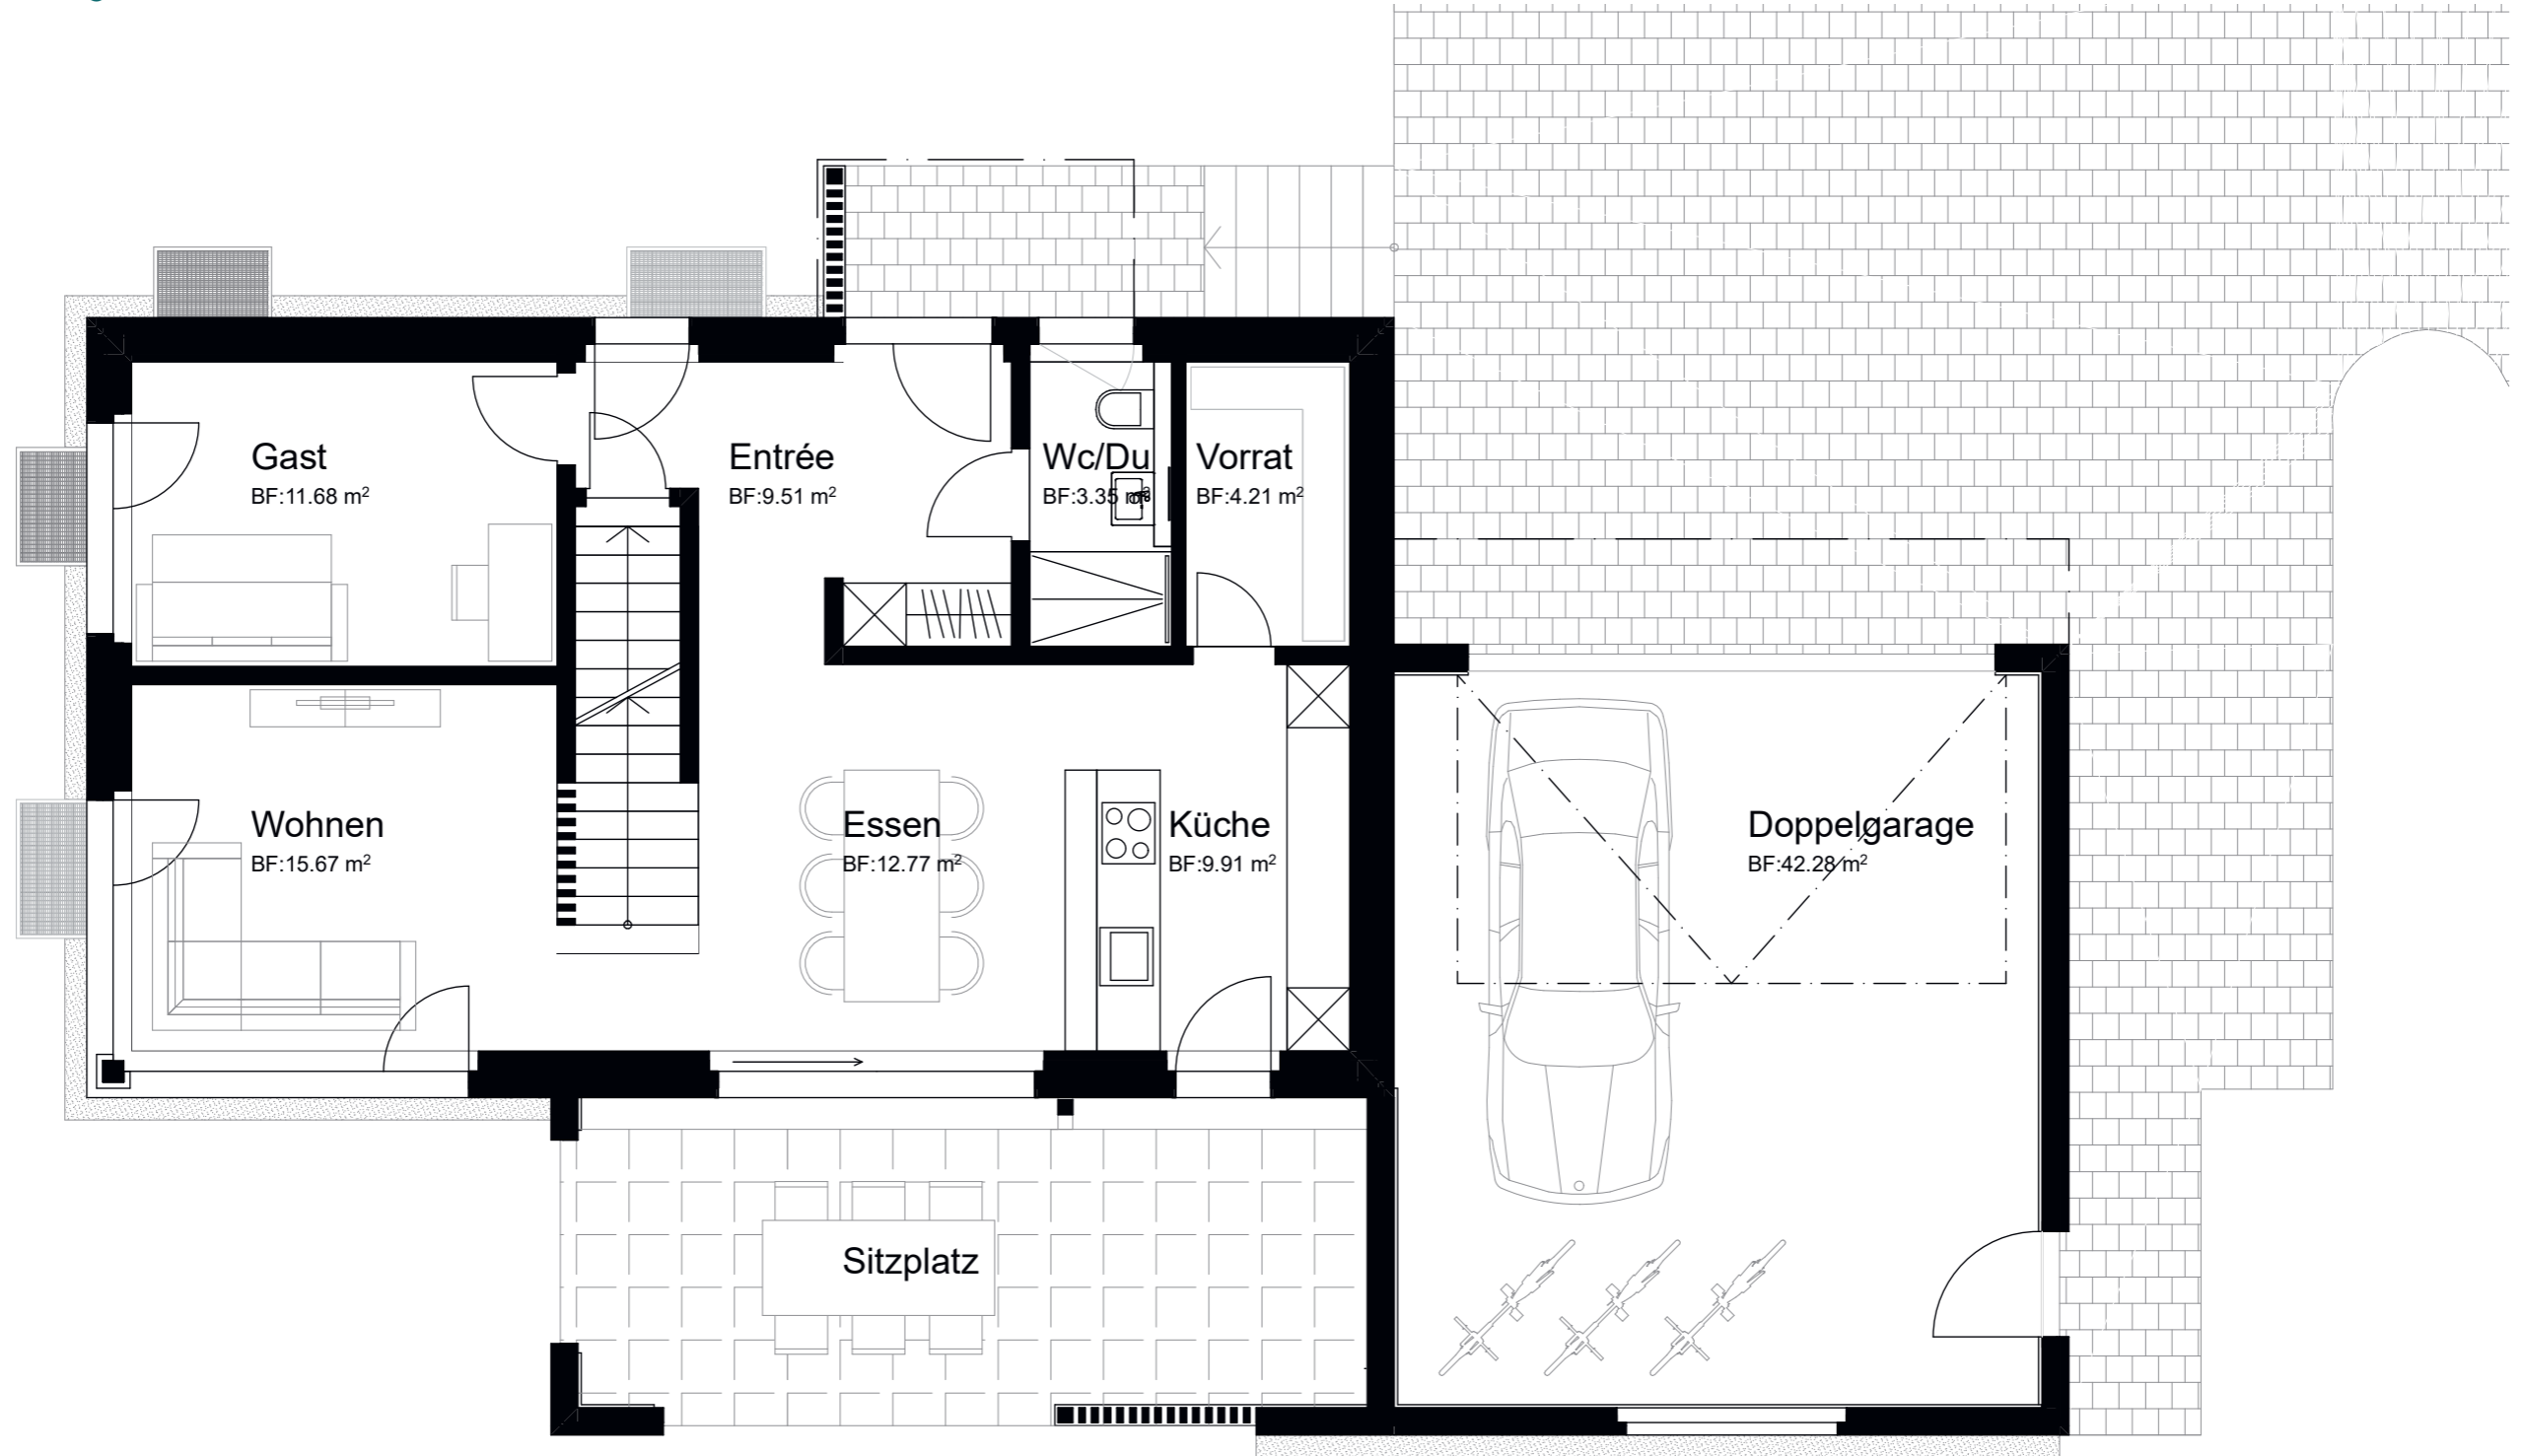 Gast
BF:11.68 m²
Entrée
BF:9.51 m²
Wc/Du
BF:3.35 m²
Vorrat
BF:4.21 m²
Wohnen
BF:15.67 m²
Essen
BF:12.77 m²
Küche
BF:9.91 m²
Doppelgarage
BF:42.28 m²
Sitzplatz